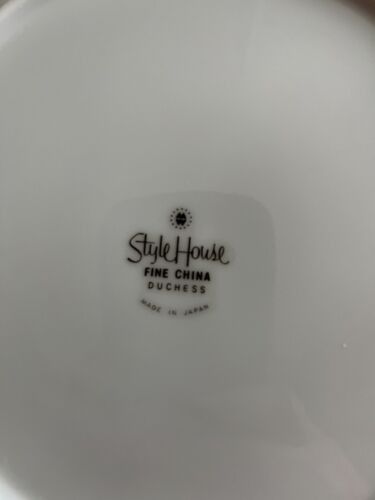 Style House
FINE CHINA
DUCHESS
MADE IN JAPAN